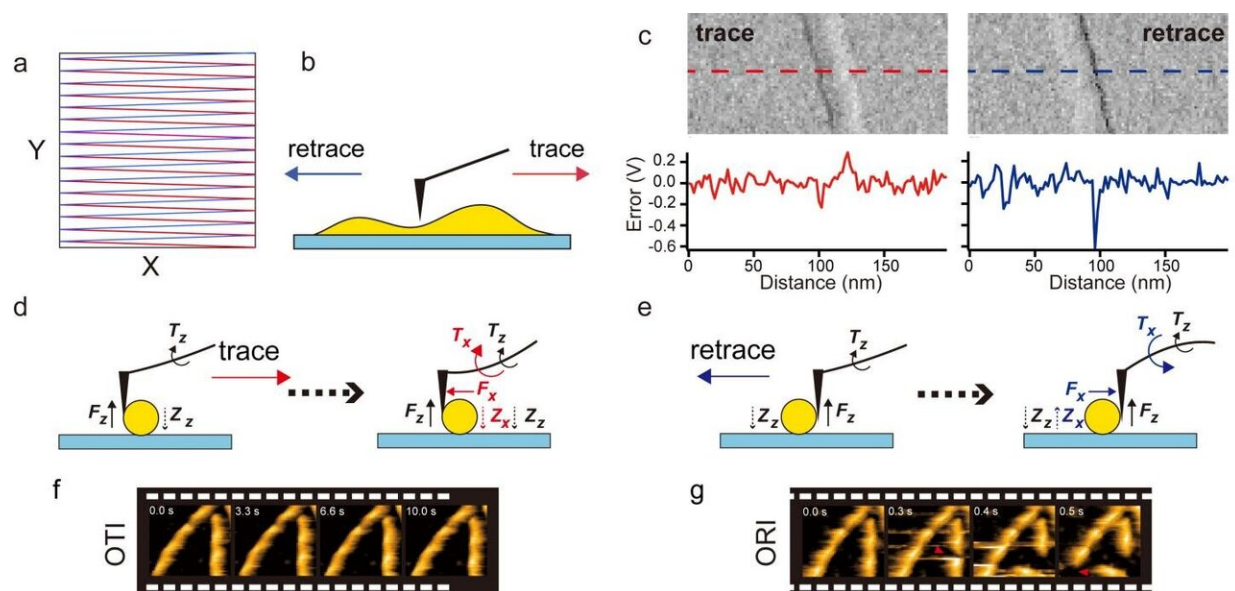 a
Y
X
b
retrace
trace
c
trace
retrace
Error (V)
0.2
0.0
-0.2
-0.4
-0.6
0
50
100
150
Distance (nm)
0
50
100
150
Distance (nm)
d
T_z
trace
F_z
Z_z
T_x
T_z
F_x
F_z
Z_x
Z_z
e
retrace
T_z
Z_z
F_z
T_x
T_z
F_x
Z_z
Z_x
F_z
f
OTI
0.0 s
3.3 s
6.6 s
10.0 s
g
ORI
0.0 s
0.3 s
0.4 s
0.5 s